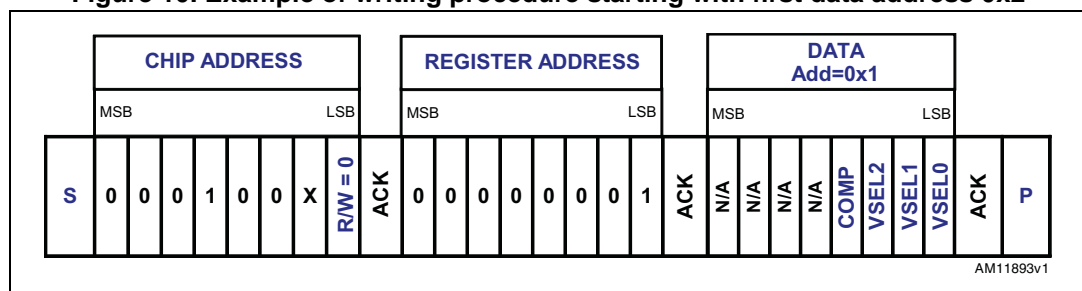 Figure 10. Example of writing procedure starting with first data address 0x2
CHIP ADDRESS REGISTER ADDRESS DATA
Add=0x1
MSB LSB MSB LSB MSB LSB
S 0 0 0 1 0 0 X R/W = 0 ACK 0 0 0 0 0 0 0 1 ACK N/A N/A N/A N/A COMP VSEL2 VSEL1 VSEL0 ACK P
AM11893v1